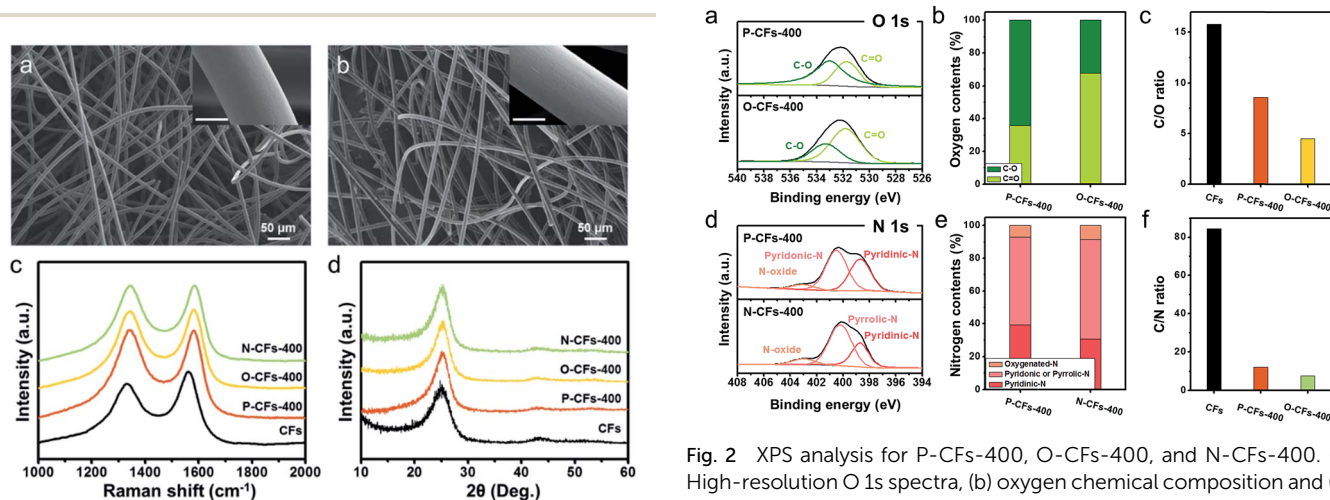 a
50 μm
b
50 μm
c
Intensity (a.u.)
N-CFs-400
O-CFs-400
P-CFs-400
CFs
1000 1200 1400 1600 1800 2000
Raman shift (cm-1)
d
Intensity (a.u.)
N-CFs-400
O-CFs-400
P-CFs-400
CFs
10 20 30 40 50 60
2θ (Deg.)
a
O 1s
P-CFs-400
C-O
C=O
O-CFs-400
C-O
C=O
Intensity (a.u.)
540 538 536 534 532 530 528 526
Binding energy (eV)
b
Oxygen contents (%)
100
80
60
40
20
0
C-O
C=O
P-CFs-400 O-CFs-400
c
C/O ratio
15
10
5
0
CFs P-CFs-400 O-CFs-400
d
N 1s
P-CFs-400
Pyridonic-N
Pyridinic-N
N-oxide
N-CFs-400
Pyrrolic-N
Pyridinic-N
N-oxide
Intensity (a.u.)
408 406 404 402 400 398 396 394
Binding energy (eV)
e
Nitrogen contents (%)
100
80
60
40
20
0
Oxygenated-N
Pyridonic or Pyrrolic-N
Pyridinic-N
P-CFs-400 N-CFs-400
f
C/N ratio
80
60
40
20
0
CFs P-CFs-400 O-CFs-400
Fig. 2 XPS analysis for P-CFs-400, O-CFs-400, and N-CFs-400.
High-resolution O 1s spectra, (b) oxygen chemical composition and (